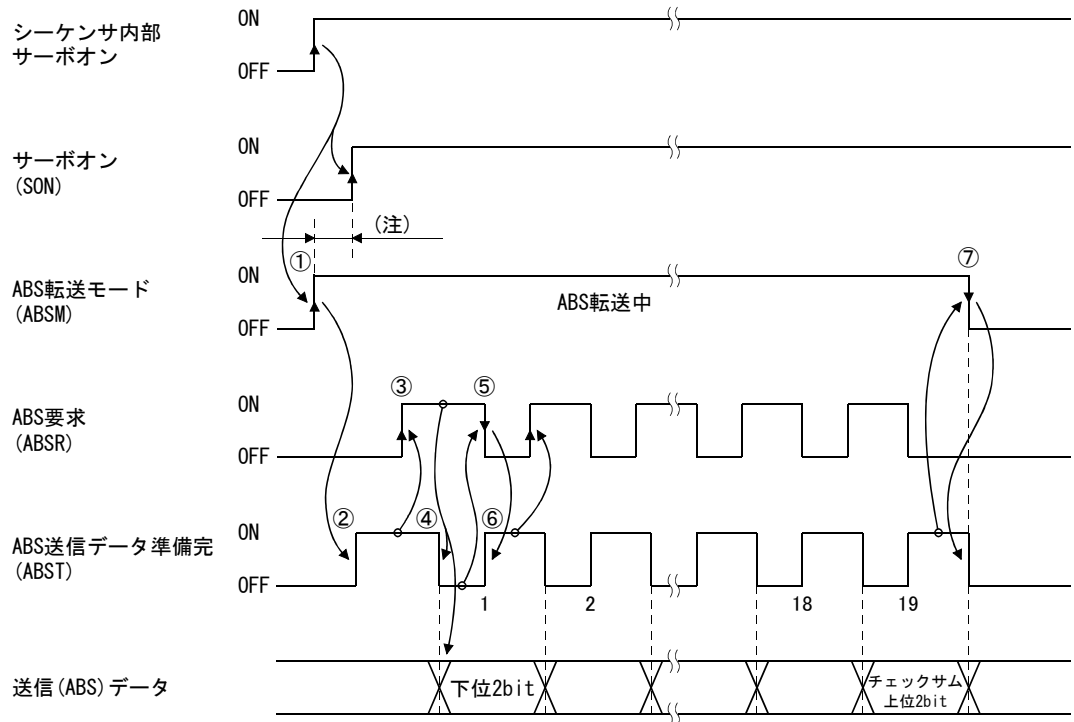 シーケンサ内部
サーボオン
ON
OFF
サーボオン
(SON)
ON
OFF
(注)
ABS転送モード
(ABSM)
ON
OFF
①
ABS転送中
⑦
ABS要求
(ABSR)
ON
OFF
③
⑤
ABS送信データ準備完
(ABST)
ON
OFF
②
④
⑥
1
2
18
19
送信(ABS)データ
下位2bit
チェックサム
上位2bit